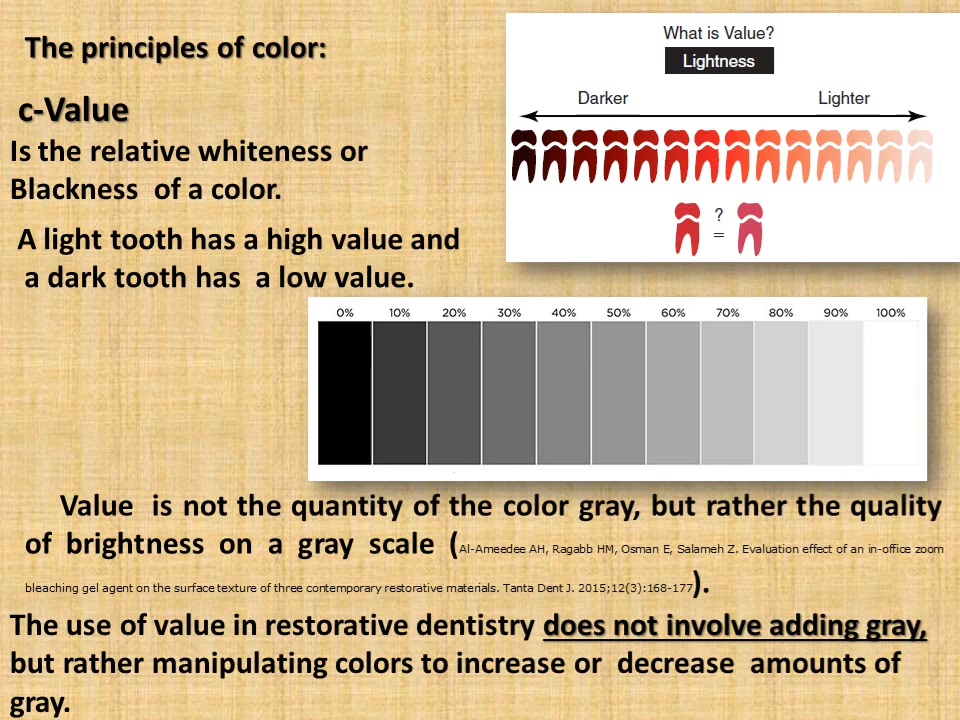 The principles of color:
c-Value
Is the relative whiteness or
Blackness of a color.
A light tooth has a high value and
a dark tooth has a low value.
What is Value?
Lightness
Darker Lighter
?
=
0% 10% 20% 30% 40% 50% 60% 70% 80% 90% 100%
Value is not the quantity of the color gray, but rather the quality
of brightness on a gray scale (Al-Ameedee AH, Ragabb HM, Osman E, Salameh Z. Evaluation effect of an in-office zoom
bleaching gel agent on the surface texture of three contemporary restorative materials. Tanta Dent J. 2015;12(3):168-177).
The use of value in restorative dentistry does not involve adding gray,
but rather manipulating colors to increase or decrease amounts of
gray.